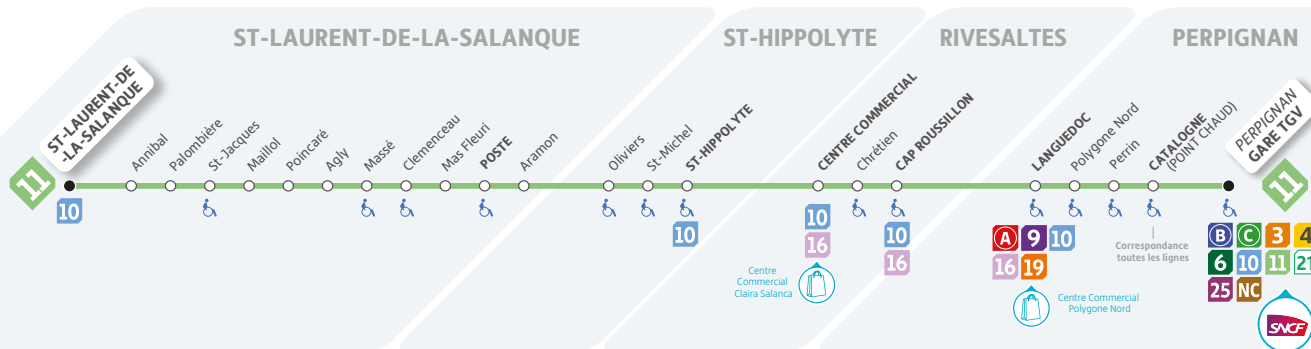 ST-LAURENT-DE-LA-SALANQUE
ST-HIPPOLYTE
RIVESALTES
PERPIGNAN
11
ST-LAURENT-DE
-LA-SALANQUE
10
Annibal
Palombière
St-Jacques
Maillol
Poincaré
Agly
Massé
Clemenceau
Mas Fleuri
POSTE
Aramon
Oliviers
St-Michel
ST-HIPPOLYTE
10
CENTRE COMMERCIAL
10
16
Centre
Commercial
Claira Salanca
Chrétien
CAP ROUSSILLON
10
16
LANGUEDOC
A 9 10
16 19
Centre Commercial
Polygone Nord
Polygone Nord
Perrin
CATALOGNE
(POINT CHAUD)
Correspondance
toutes les lignes
PERPIGNAN
GARE TGV
11
B C 3 4
6 10 11 21
25 NC
SNCF